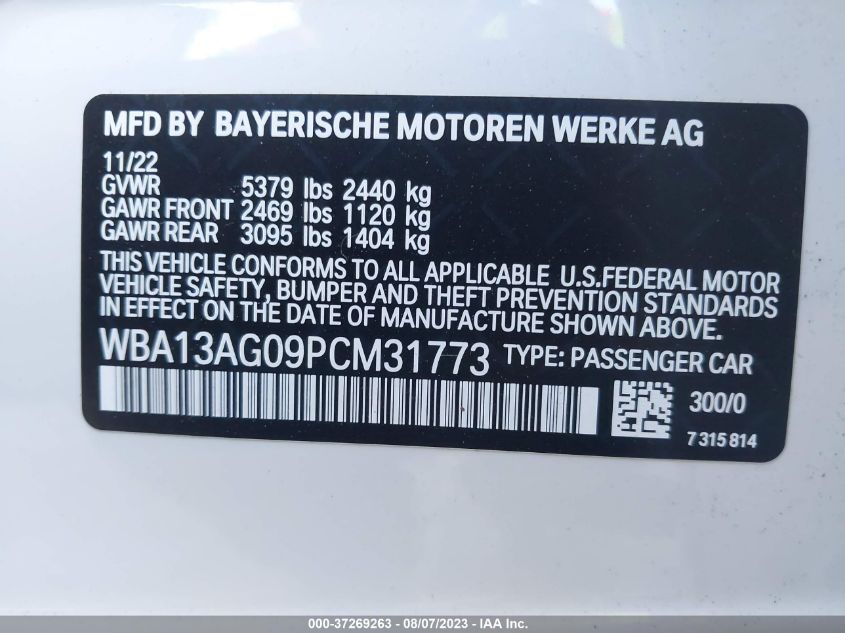 MFD BY BAYERISCHE MOTOREN WERKE AG
11/22
GVWR 5379 lbs 2440 kg
GAWR FRONT 2469 lbs 1120 kg
GAWR REAR 3095 lbs 1404 kg
THIS VEHICLE CONFORMS TO ALL APPLICABLE U.S.FEDERAL MOTOR
VEHICLE SAFETY, BUMPER AND THEFT PREVENTION STANDARDS
IN EFFECT ON THE DATE OF MANUFACTURE SHOWN ABOVE.
WBA13AG09PCM31773 TYPE: PASSENGER CAR
300/0
7 315 814
000-37269263 - 08/07/2023 - IAA Inc.